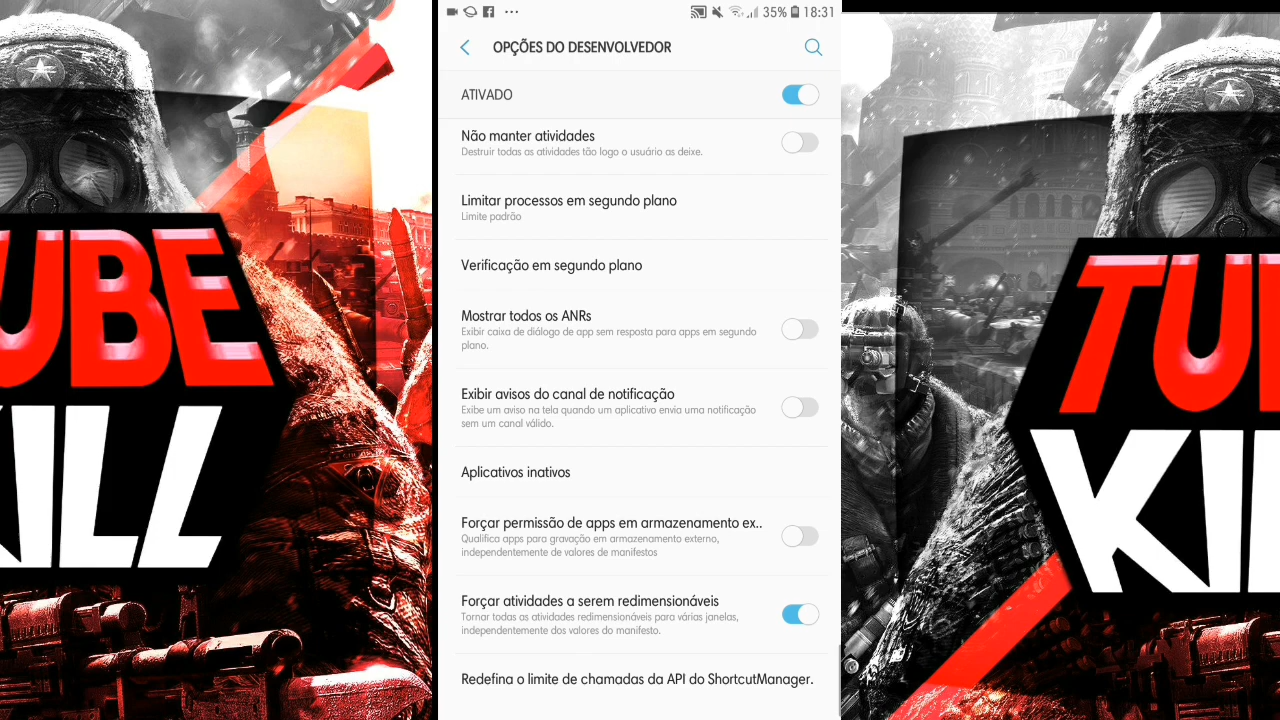 35% 18:31
OPÇÕES DO DESENVOLVEDOR
ATIVADO
Não manter atividades
Destruir todas as atividades tão logo o usuário as deixe.
Limitar processos em segundo plano
Limite padrão
Verificação em segundo plano
Mostrar todos os ANRs
Exibir caixa de diálogo de app sem resposta para apps em segundo
plano.
Exibir avisos do canal de notificação
Exibe um aviso na tela quando um aplicativo envia uma notificação
sem um canal válido.
Aplicativos inativos
Forçar permissão de apps em armazenamento ex..
Qualifica apps para gravação em armazenamento externo,
independentemente de valores de manifestos
Forçar atividades a serem redimensionáveis
Tornar todas as atividades redimensionáveis para várias janelas,
independentemente dos valores do manifesto.
Redefina o limite de chamadas da API do ShortcutManager.
UBE
ILL
TU
KI